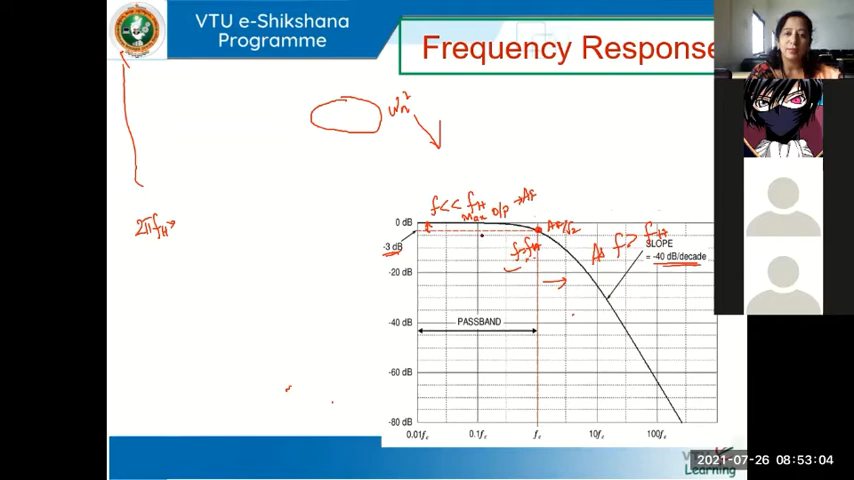 VTU e-Shikshana
Programme
Frequency Response
ωn²
f<< fH
Max o/p → AF
2πfH
0 dB
AF/√2
-3 dB
f=fH
As f > fH
SLOPE
= -40 dB/decade
-20 dB
-40 dB
PASSBAND
-60 dB
-80 dB
0.01fc
0.1fc
fc
10fc
100fc
Learning
2021-07-26 08:53:04